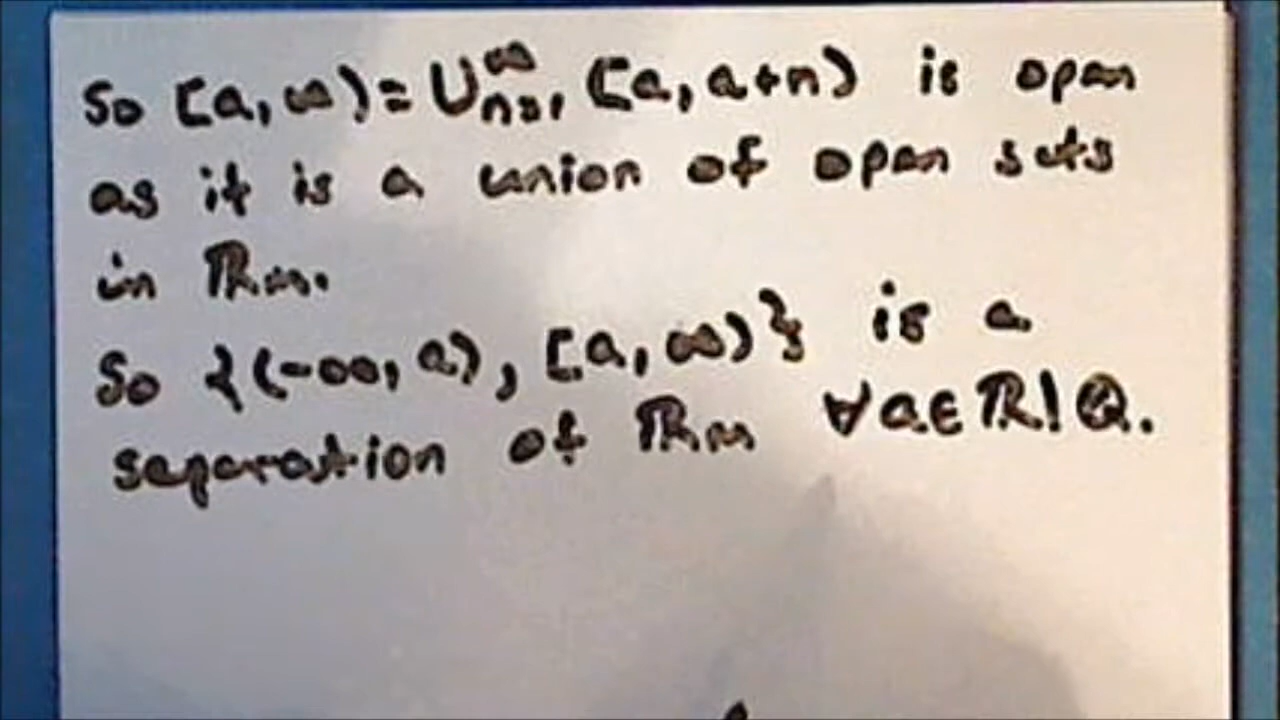 So [a, ∞) = ∪_{n=1}^∞ [a, a+n) is open
as it is a union of open sets
in ℝm.
So {(-∞, a), [a, ∞)} is a
separation of ℝm ∀a∈ℝ\ℚ.